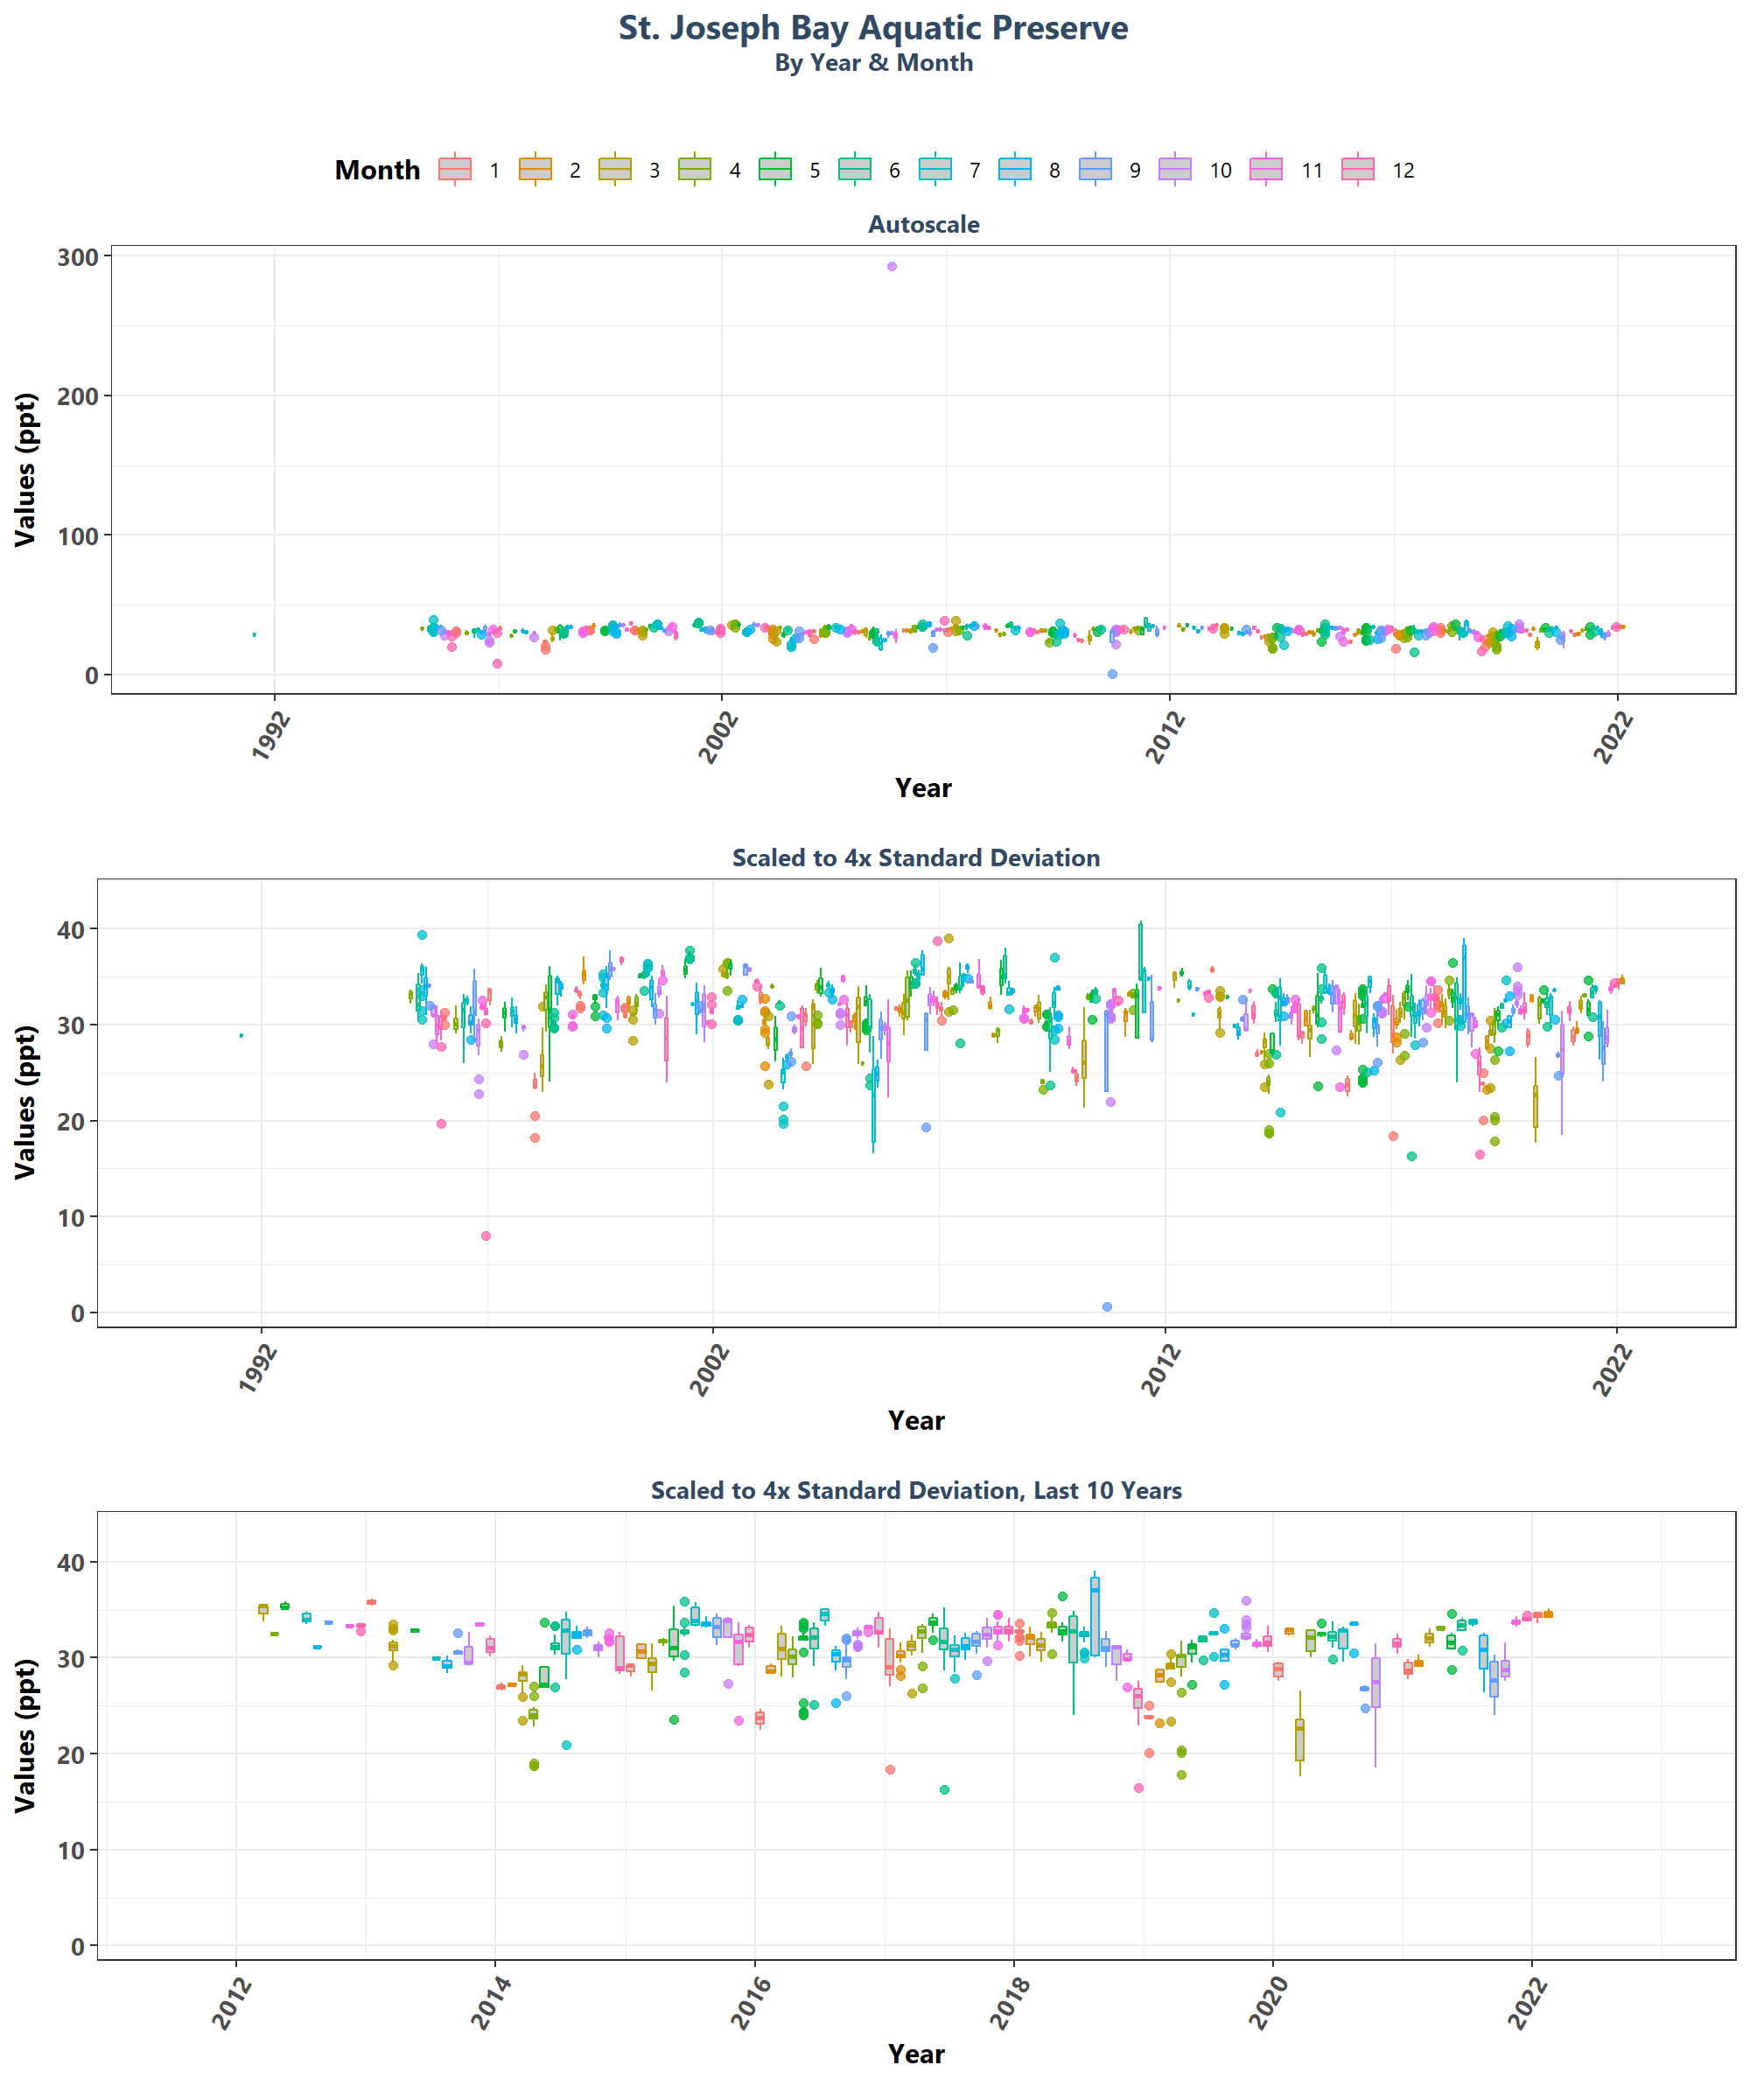 St. Joseph Bay Aquatic Preserve
By Year & Month
Month 1 2 3 4 5 6 7 8 9 10 11 12
Autoscale
300
200
100
0
Values (ppt)
1992 2002 2012 2022
Year
Scaled to 4x Standard Deviation
40
30
20
10
0
Values (ppt)
1992 2002 2012 2022
Year
Scaled to 4x Standard Deviation, Last 10 Years
40
30
20
10
0
Values (ppt)
2012 2014 2016 2018 2020 2022
Year